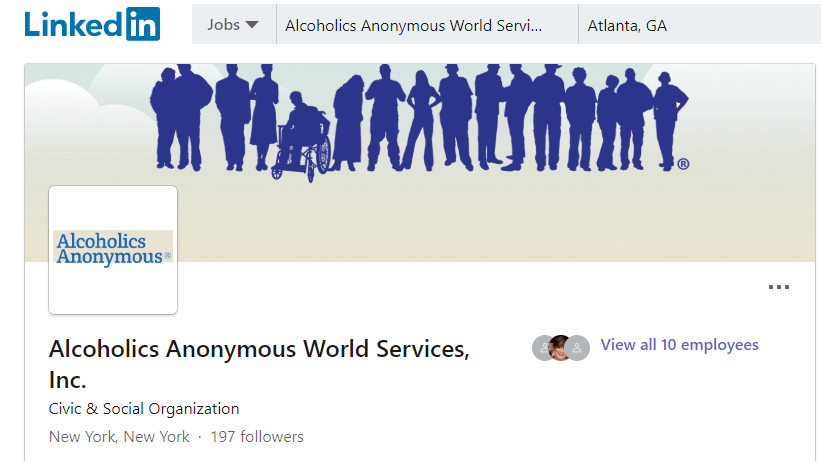 LinkedIn
Jobs
Alcoholics Anonymous World Servi...
Atlanta, GA
®
Alcoholics
Anonymous®
Alcoholics Anonymous World Services,
Inc.
View all 10 employees
Civic & Social Organization
New York, New York · 197 followers